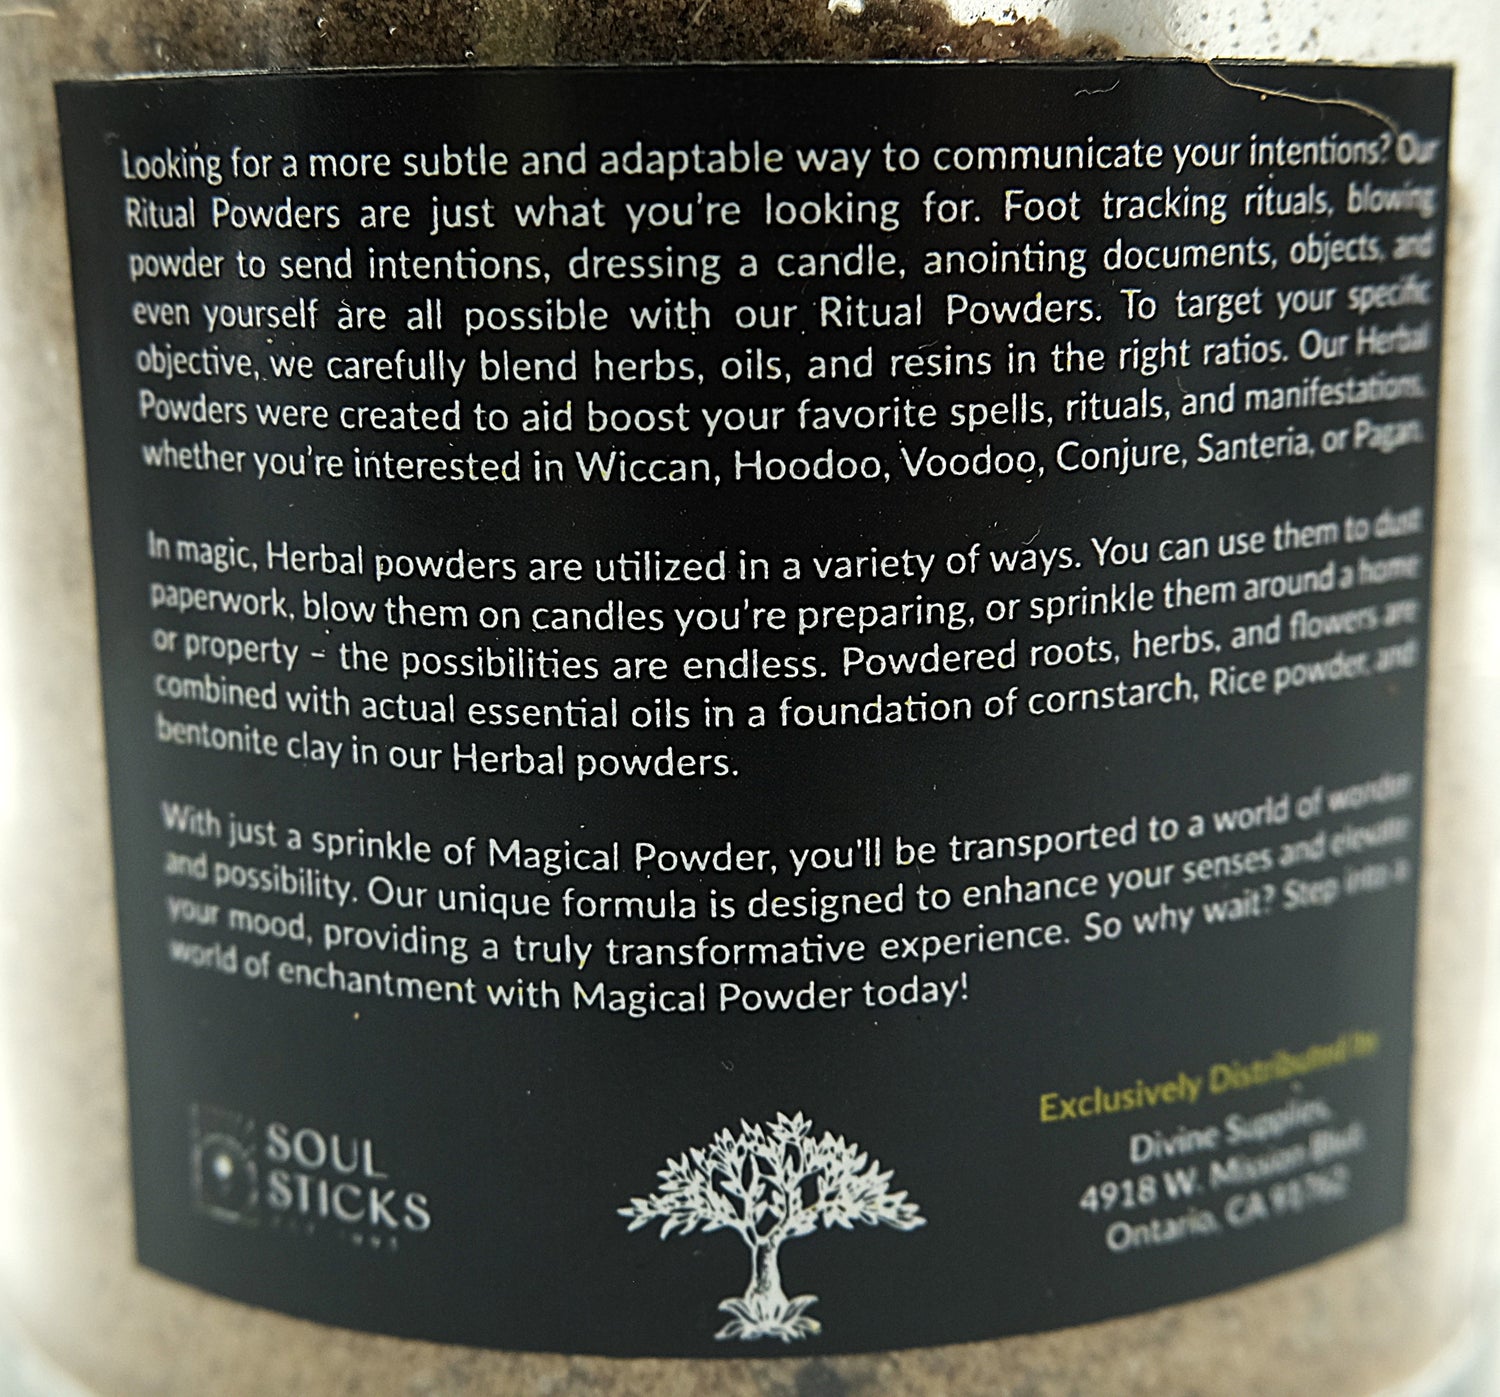 Looking for a more subtle and adaptable way to communicate your intentions? Our
Ritual Powders are just what you're looking for. Foot tracking rituals, blowing
powder to send intentions, dressing a candle, anointing documents, objects, and
even yourself are all possible with our Ritual Powders. To target your specific
objective, we carefully blend herbs, oils, and resins in the right ratios. Our Herbal
Powders were created to aid boost your favorite spells, rituals, and manifestations,
whether you're interested in Wiccan, Hoodoo, Voodoo, Conjure, Santeria, or Pagan.
In magic, Herbal powders are utilized in a variety of ways. You can use them to dust
paperwork, blow them on candles you're preparing, or sprinkle them around a home
or property - the possibilities are endless. Powdered roots, herbs, and flowers are
combined with actual essential oils in a foundation of cornstarch, Rice powder, and
bentonite clay in our Herbal powders.
With just a sprinkle of Magical Powder, you'll be transported to a world of wonder
and possibility. Our unique formula is designed to enhance your senses and elevate
your mood, providing a truly transformative experience. So why wait? Step into a
world of enchantment with Magical Powder today!
SOUL
STICKS
Exclusively Distributed by
Divine Supplies,
4918 W. Mission Blvd.
Ontario, CA 91762